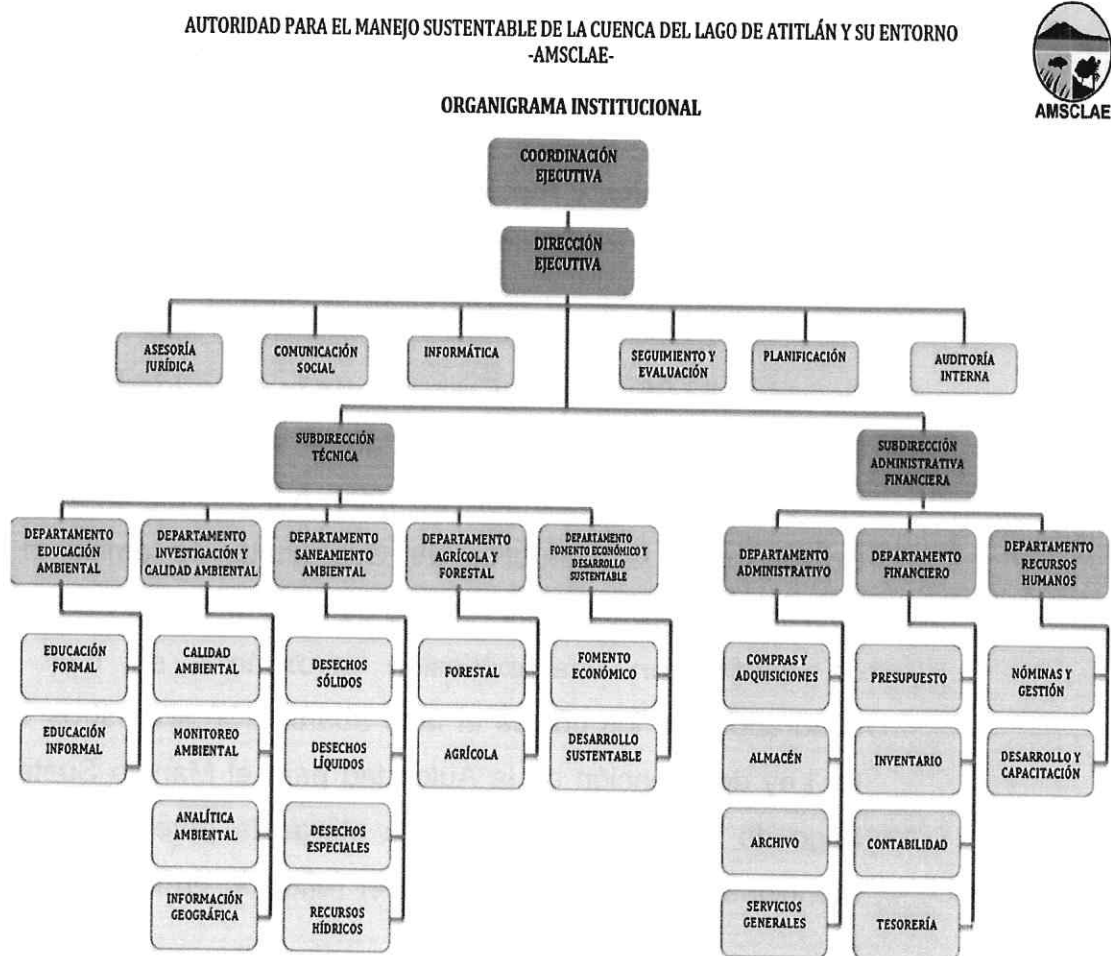 AUTORIDAD PARA EL MANEJO SUSTENTABLE DE LA CUENCA DEL LAGO DE ATITLÁN Y SU ENTORNO
-AMSCLAE-
AMSCLAE
ORGANIGRAMA INSTITUCIONAL
COORDINACIÓN
EJECUTIVA
DIRECCIÓN
EJECUTIVA
ASESORÍA
JURÍDICA
COMUNICACIÓN
SOCIAL
INFORMÁTICA
SEGUIMIENTO Y
EVALUACIÓN
PLANIFICACIÓN
AUDITORÍA
INTERNA
SUBDIRECCIÓN
TÉCNICA
SUBDIRECCIÓN
ADMINISTRATIVA
FINANCIERA
DEPARTAMENTO
EDUCACIÓN
AMBIENTAL
DEPARTAMENTO
INVESTIGACIÓN Y
CALIDAD AMBIENTAL
DEPARTAMENTO
SANEAMIENTO
AMBIENTAL
DEPARTAMENTO
AGRÍCOLA Y
FORESTAL
DEPARTAMENTO
FOMENTO ECONÓMICO Y
DESARROLLO
SUSTENTABLE
DEPARTAMENTO
ADMINISTRATIVO
DEPARTAMENTO
FINANCIERO
DEPARTAMENTO
RECURSOS
HUMANOS
EDUCACIÓN
FORMAL
EDUCACIÓN
INFORMAL
CALIDAD
AMBIENTAL
MONITOREO
AMBIENTAL
ANALÍTICA
AMBIENTAL
INFORMACIÓN
GEOGRÁFICA
DESECHOS
SÓLIDOS
DESECHOS
LÍQUIDOS
DESECHOS
ESPECIALES
RECURSOS
HÍDRICOS
FORESTAL
AGRÍCOLA
FOMENTO
ECONÓMICO
DESARROLLO
SUSTENTABLE
COMPRAS Y
ADQUISICIONES
ALMACÉN
ARCHIVO
SERVICIOS
GENERALES
PRESUPUESTO
INVENTARIO
CONTABILIDAD
TESORERÍA
NÓMINAS Y
GESTIÓN
DESARROLLO Y
CAPACITACIÓN